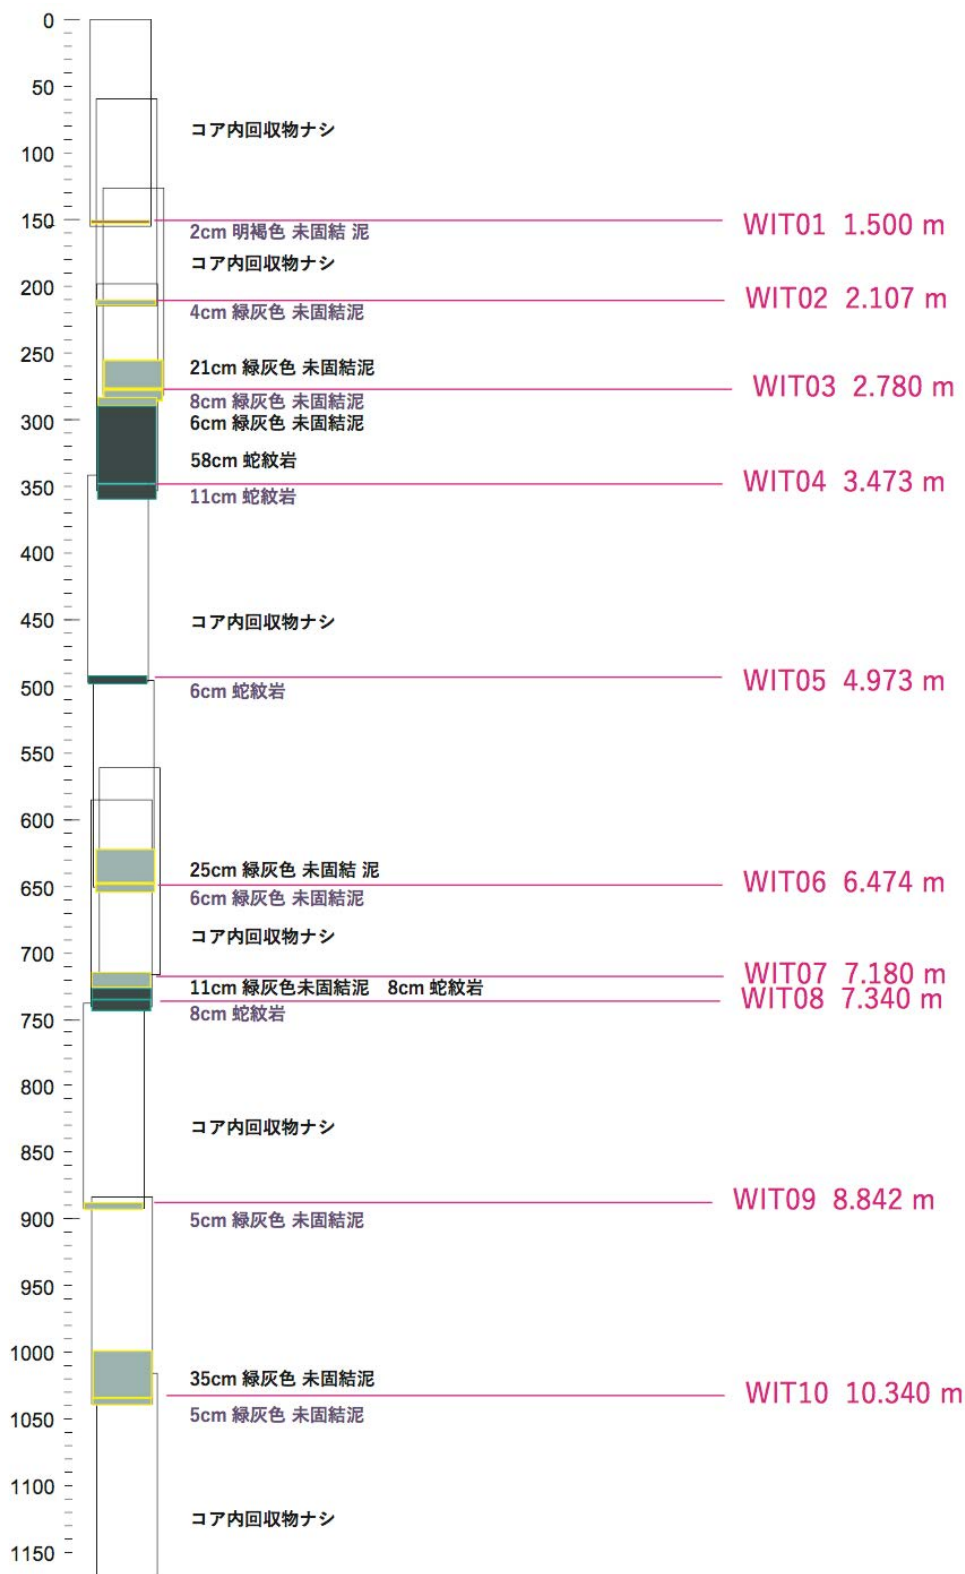 0
50
コア内回収物ナシ
100
150
WIT01 1.500 m
2cm 明褐色 未固結 泥
コア内回収物ナシ
200
WIT02 2.107 m
4cm 緑灰色 未固結泥
250
21cm 緑灰色 未固結泥
WIT03 2.780 m
8cm 緑灰色 未固結泥
300
6cm 緑灰色 未固結泥
58cm 蛇紋岩
350
WIT04 3.473 m
11cm 蛇紋岩
400
450
コア内回収物ナシ
500
WIT05 4.973 m
6cm 蛇紋岩
550
600
25cm 緑灰色 未固結 泥
650
WIT06 6.474 m
6cm 緑灰色 未固結泥
コア内回収物ナシ
700
WIT07 7.180 m
11cm 緑灰色未固結泥 8cm 蛇紋岩
WIT08 7.340 m
8cm 蛇紋岩
750
800
コア内回収物ナシ
850
WIT09 8.842 m
900
5cm 緑灰色 未固結泥
950
1000
35cm 緑灰色 未固結泥
WIT10 10.340 m
1050
5cm 緑灰色 未固結泥
1100
コア内回収物ナシ
1150